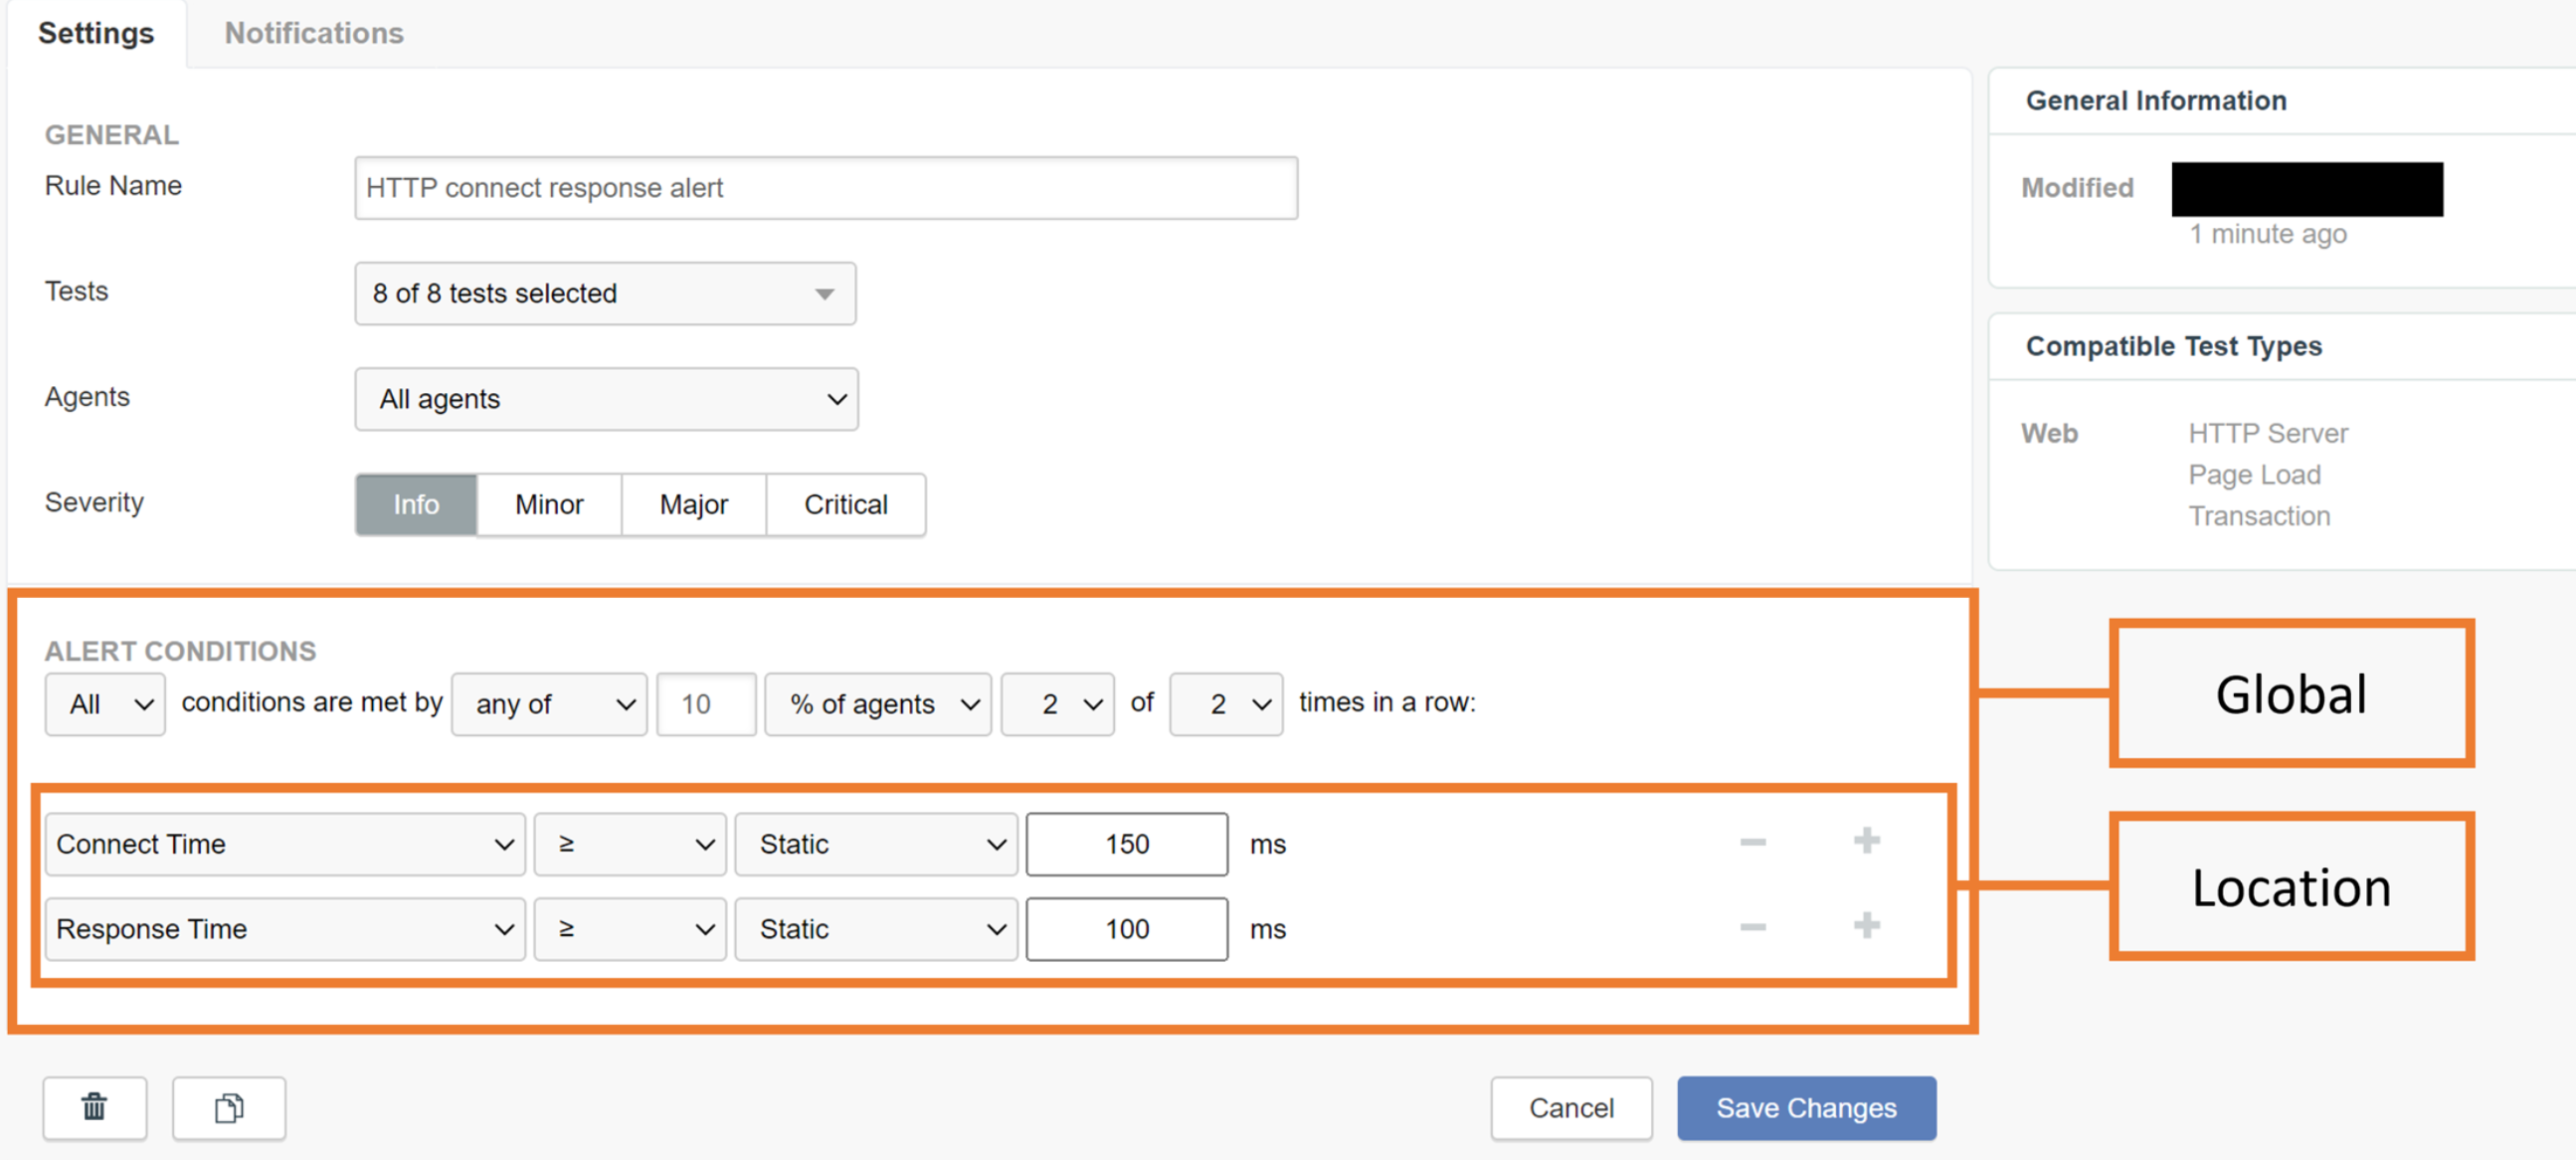 Settings Notifications
GENERAL
Rule Name HTTP connect response alert
Tests 8 of 8 tests selected
Agents All agents
Severity Info Minor Major Critical
General Information
Modified
1 minute ago
Compatible Test Types
Web HTTP Server
Page Load
Transaction
ALERT CONDITIONS
All conditions are met by any of 10 % of agents 2 of 2 times in a row:
Connect Time ≥ Static 150 ms
Response Time ≥ Static 100 ms
Global
Location
Cancel Save Changes